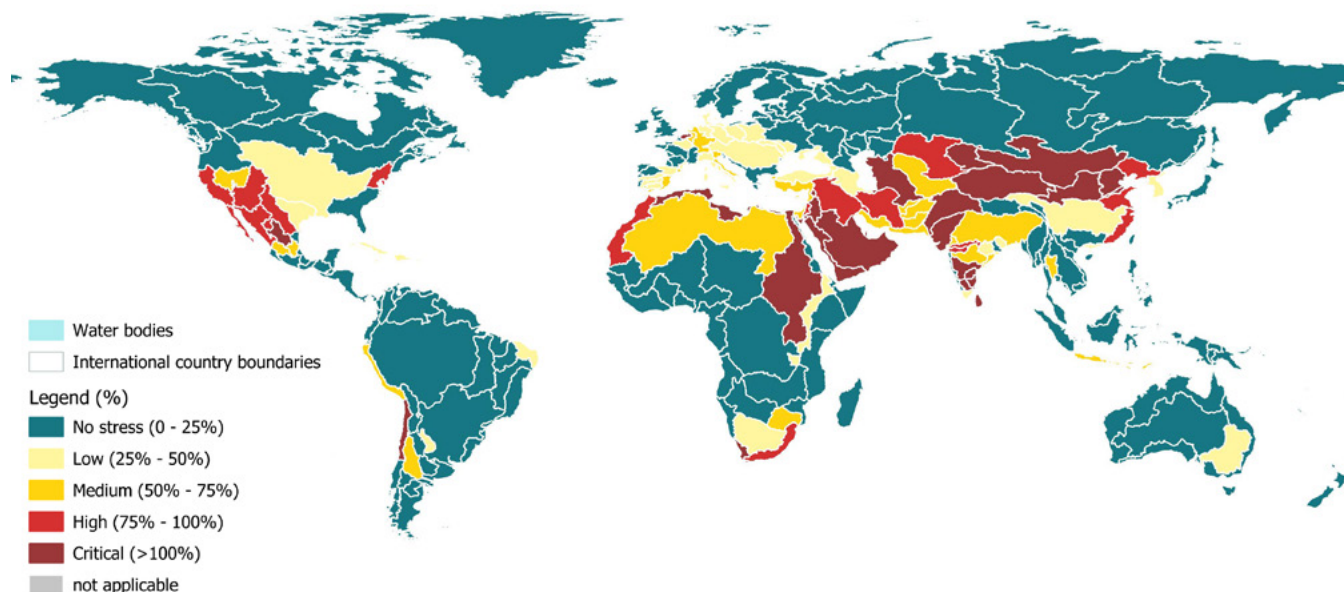 Water bodies
International country boundaries
Legend (%)
No stress (0 - 25%)
Low (25% - 50%)
Medium (50% - 75%)
High (75% - 100%)
Critical (>100%)
not applicable